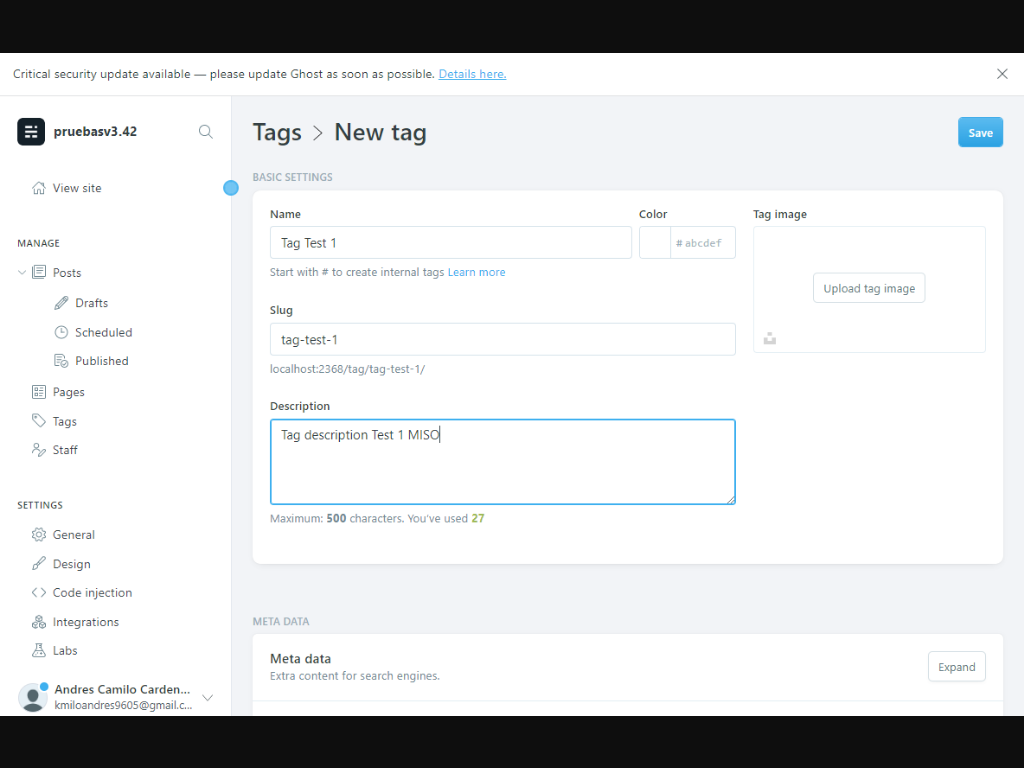 Critical security update available — please update Ghost as soon as possible. Details here.
pruebasv3.42
View site
MANAGE
Posts
Drafts
Scheduled
Published
Pages
Tags
Staff
SETTINGS
General
Design
Code injection
Integrations
Labs
Andres Camilo Carden...
kmiloandres9605@gmail.c...
Tags > New tag
Save
BASIC SETTINGS
Name
Tag Test 1
Start with # to create internal tags Learn more
Color
# abcdef
Slug
tag-test-1
localhost:2368/tag/tag-test-1/
Description
Tag description Test 1 MISO
Maximum: 500 characters. You've used 27
Tag image
Upload tag image
META DATA
Meta data
Extra content for search engines.
Expand